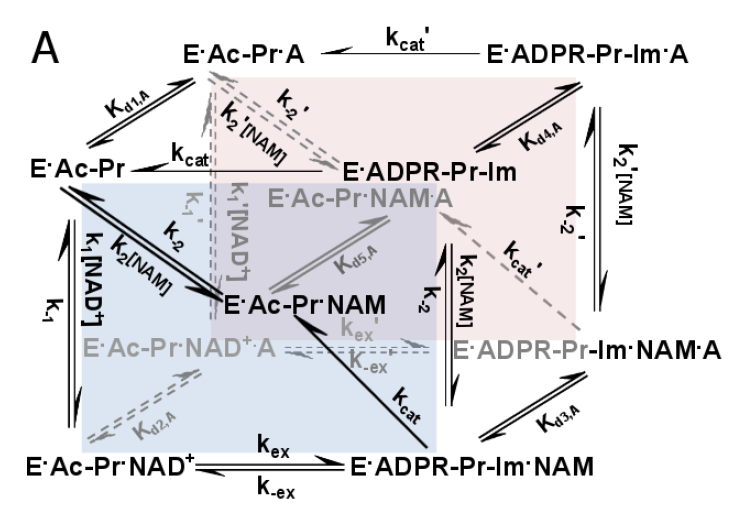 A
E·Ac-Pr·A
k_cat'
E·ADPR-Pr-Im·A
K_d1,A
k_-2'
k_2'[NAM]
K_d4,A
E·Ac-Pr
k_cat
E·ADPR-Pr-Im
E·Ac-Pr·NAM·A
k_2'[NAM]
k_-2'
k_-1'
k_1'[NAD⁺]
k_-2
k_2[NAM]
K_d5,A
k_cat'
k_1[NAD⁺]
k_-1
E·Ac-Pr·NAM
k_2[NAM]
k_-2
E·Ac-Pr·NAD⁺·A
k_ex'
k_-ex'
E·ADPR-Pr-Im·NAM·A
K_d2,A
k_cat
K_d3,A
E·Ac-Pr·NAD⁺
k_ex
k_-ex
E·ADPR-Pr-Im·NAM